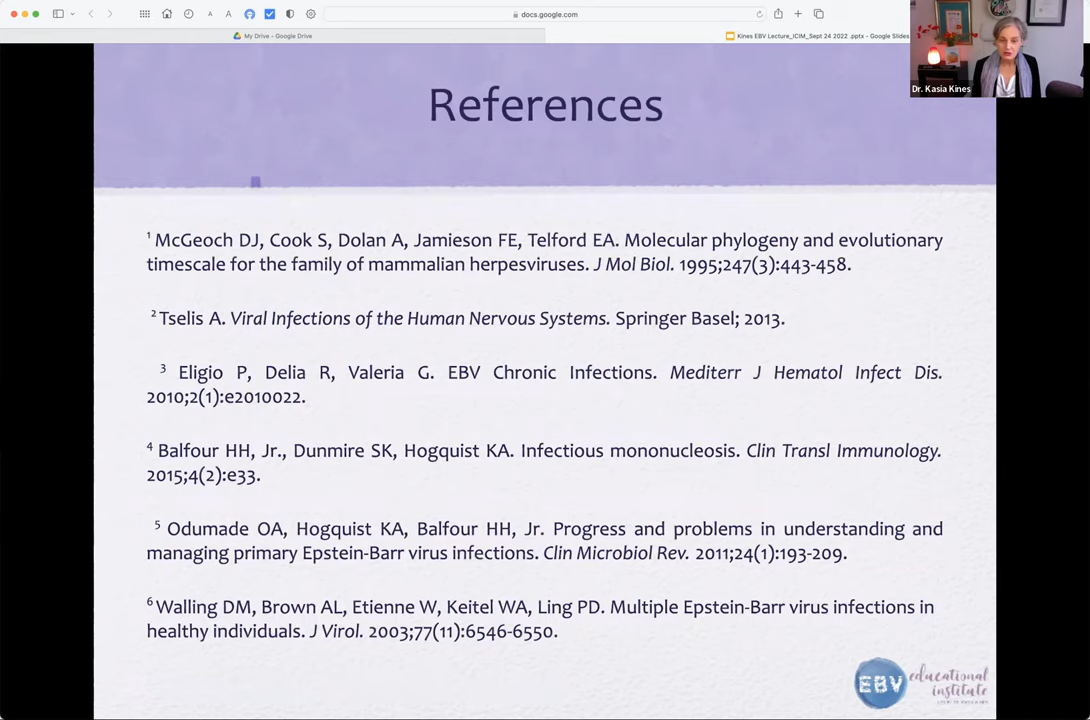 A A
docs.google.com
My Drive - Google Drive
Kines EBV Lecture_ICIM_Sept 24 2022 .pptx - Google Slides
Dr. Kasia Kines
References
¹ McGeoch DJ, Cook S, Dolan A, Jamieson FE, Telford EA. Molecular phylogeny and evolutionary
timescale for the family of mammalian herpesviruses. J Mol Biol. 1995;247(3):443-458.
² Tselis A. Viral Infections of the Human Nervous Systems. Springer Basel; 2013.
³ Eligio P, Delia R, Valeria G. EBV Chronic Infections. Mediterr J Hematol Infect Dis.
2010;2(1):e2010022.
⁴ Balfour HH, Jr., Dunmire SK, Hogquist KA. Infectious mononucleosis. Clin Transl Immunology.
2015;4(2):e33.
⁵ Odumade OA, Hogquist KA, Balfour HH, Jr. Progress and problems in understanding and
managing primary Epstein-Barr virus infections. Clin Microbiol Rev. 2011;24(1):193-209.
⁶ Walling DM, Brown AL, Etienne W, Keitel WA, Ling PD. Multiple Epstein-Barr virus infections in
healthy individuals. J Virol. 2003;77(11):6546-6550.
EBV educational
institute